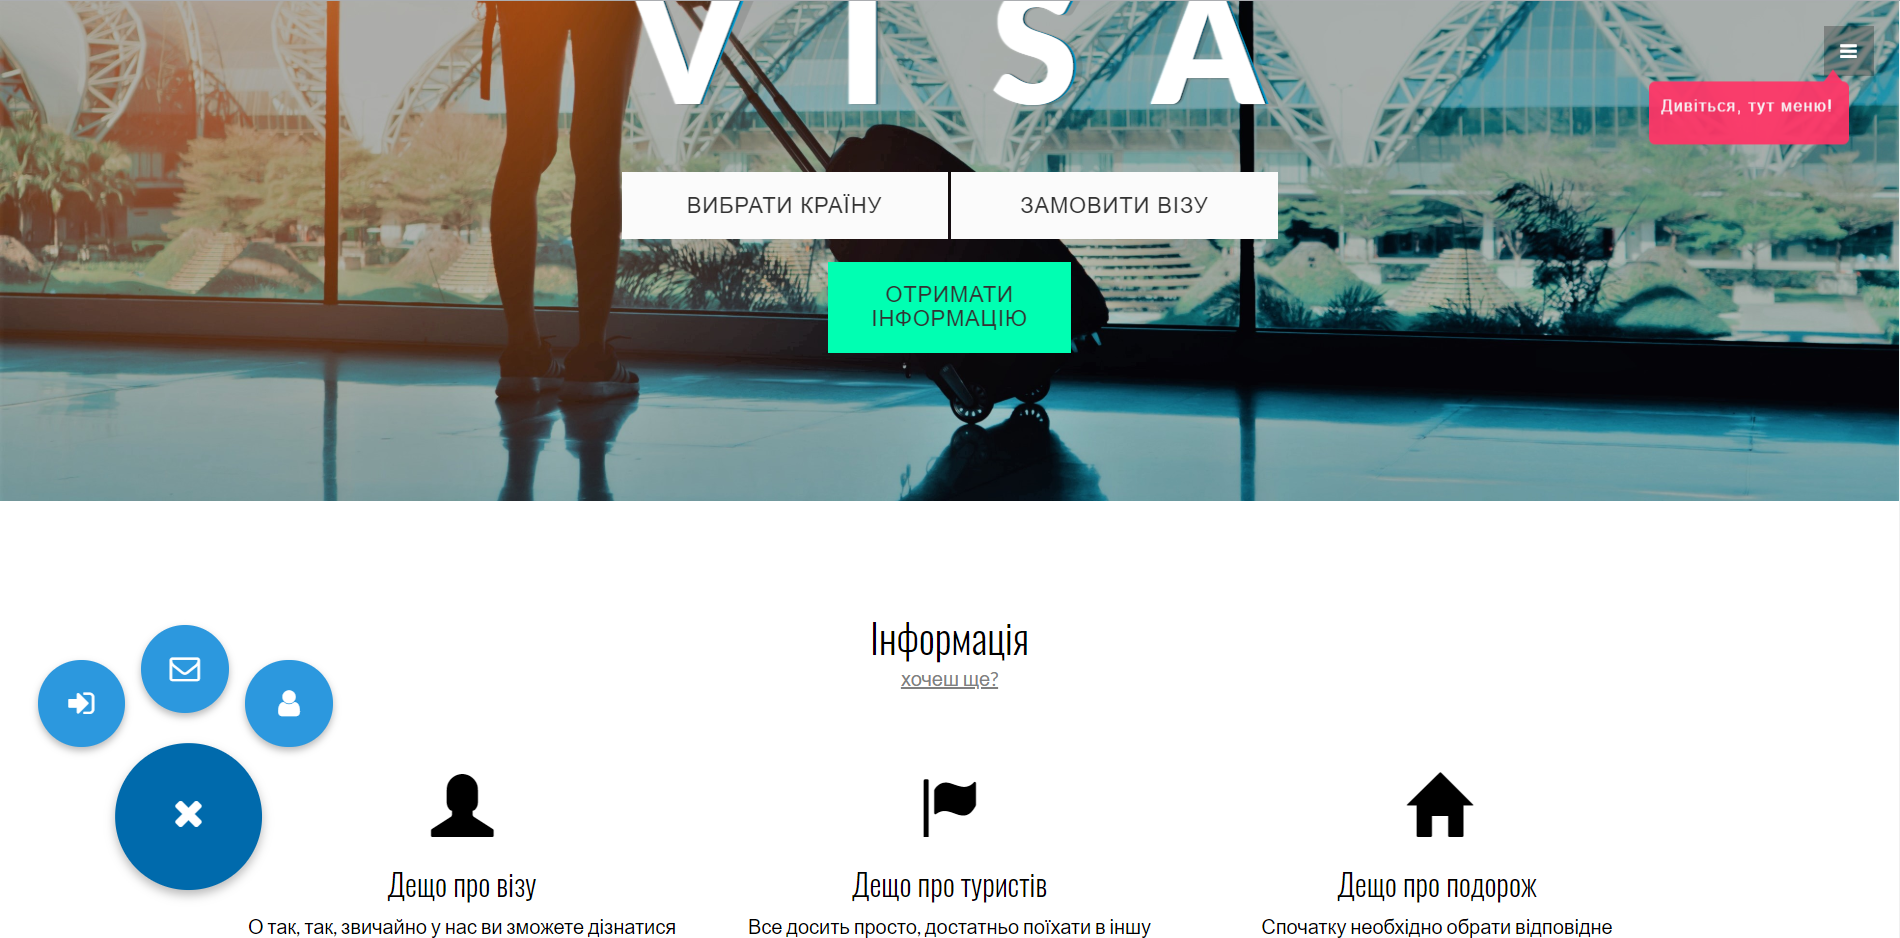 VISA
Дивіться, тут меню!
ВИБРАТИ КРАЇНУ
ЗАМОВИТИ ВІЗУ
ОТРИМАТИ
ІНФОРМАЦІЮ
Інформація
хочеш ще?
Дещо про візу
Дещо про туристів
Дещо про подорож
О так, так, звичайно у нас ви зможете дізнатися
Все досить просто, достатньо поїхати в іншу
Спочатку необхідно обрати відповідне